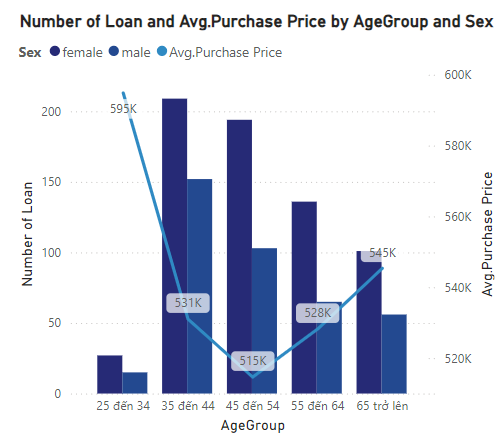 Number of Loan and Avg.Purchase Price by AgeGroup and Sex
Sex female male Avg.Purchase Price
600K
200
595K
580K
150
560K
100
545K
540K
531K
528K
50
515K
520K
0
25 đến 34 35 đến 44 45 đến 54 55 đến 64 65 trở lên
AgeGroup
Number of Loan
Avg.Purchase Price